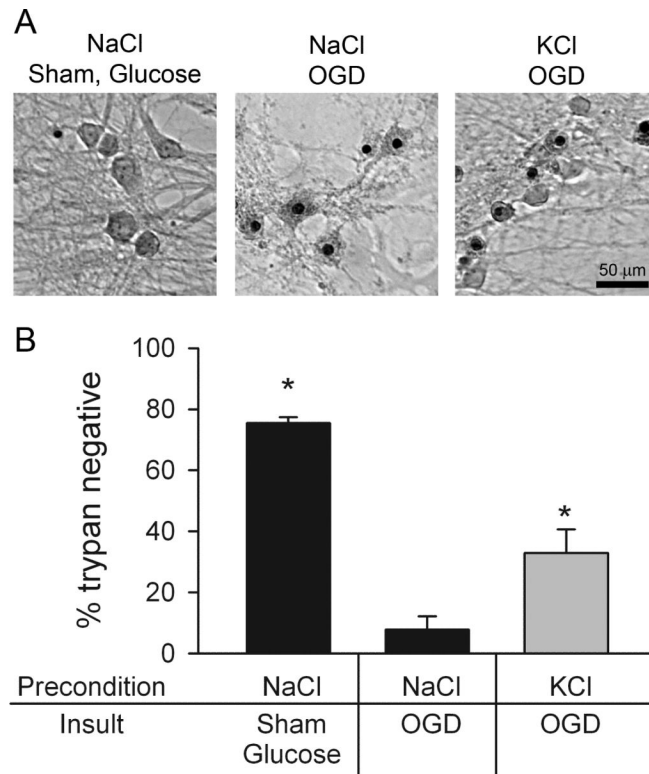 A
NaCl
Sham, Glucose
NaCl
OGD
KCl
OGD
50 μm
B
% trypan negative
100
80
60
40
20
0
*
*
Precondition NaCl NaCl KCl
Insult Sham OGD OGD
Glucose